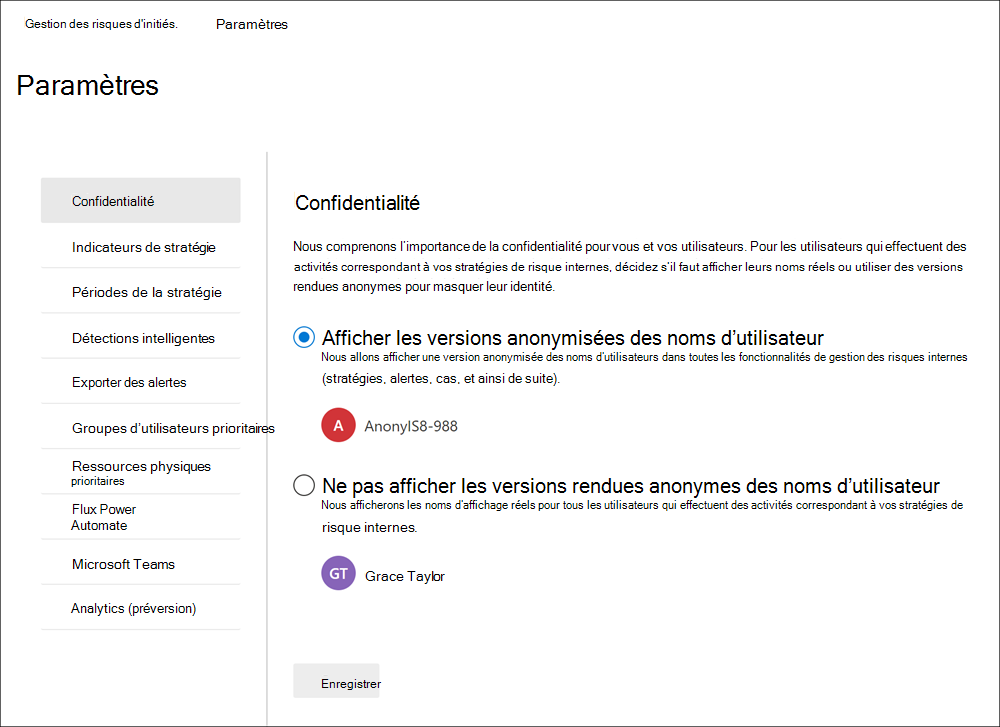 Gestion des risques d'initiés. Paramètres
Paramètres
Confidentialité
Indicateurs de stratégie
Périodes de la stratégie
Détections intelligentes
Exporter des alertes
Groupes d’utilisateurs prioritaires
Ressources physiques
prioritaires
Flux Power
Automate
Microsoft Teams
Analytics (préversion)
Confidentialité
Nous comprenons l’importance de la confidentialité pour vous et vos utilisateurs. Pour les utilisateurs qui effectuent des
activités correspondant à vos stratégies de risque internes, décidez s’il faut afficher leurs noms réels ou utiliser des versions
rendues anonymes pour masquer leur identité.
Afficher les versions anonymisées des noms d’utilisateur
Nous allons afficher une version anonymisée des noms d’utilisateurs dans toutes les fonctionnalités de gestion des risques internes
(stratégies, alertes, cas, et ainsi de suite).
A AnonyIS8-988
Ne pas afficher les versions rendues anonymes des noms d’utilisateur
Nous afficherons les noms d’affichage réels pour tous les utilisateurs qui effectuent des activités correspondant à vos stratégies de
risque internes.
GT Grace Taylor
Enregistrer